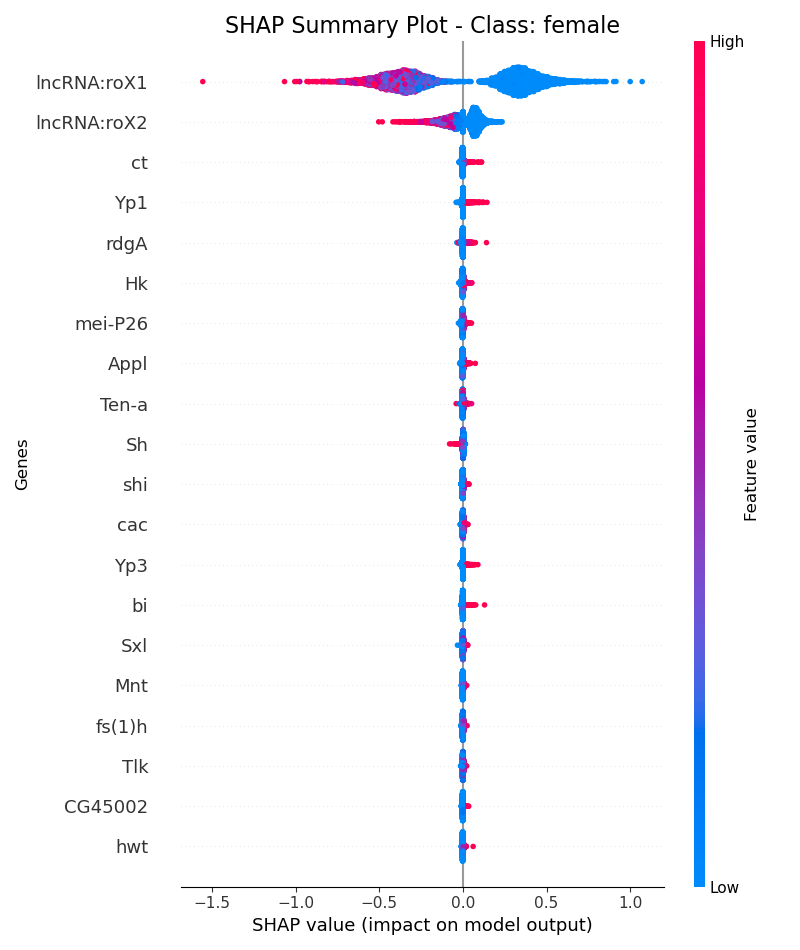 SHAP Summary Plot - Class: female
High
lncRNA:roX1
lncRNA:roX2
ct
Yp1
rdgA
Hk
mei-P26
Appl
Ten-a
Sh
shi
cac
Yp3
bi
Sxl
Mnt
fs(1)h
Tlk
CG45002
hwt
Genes
Feature value
Low
−1.5 −1.0 −0.5 0.0 0.5 1.0
SHAP value (impact on model output)